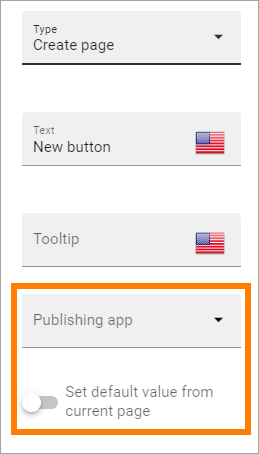 Type
Create page
Text
New button
Tooltip
Publishing app
Set default value from
current page